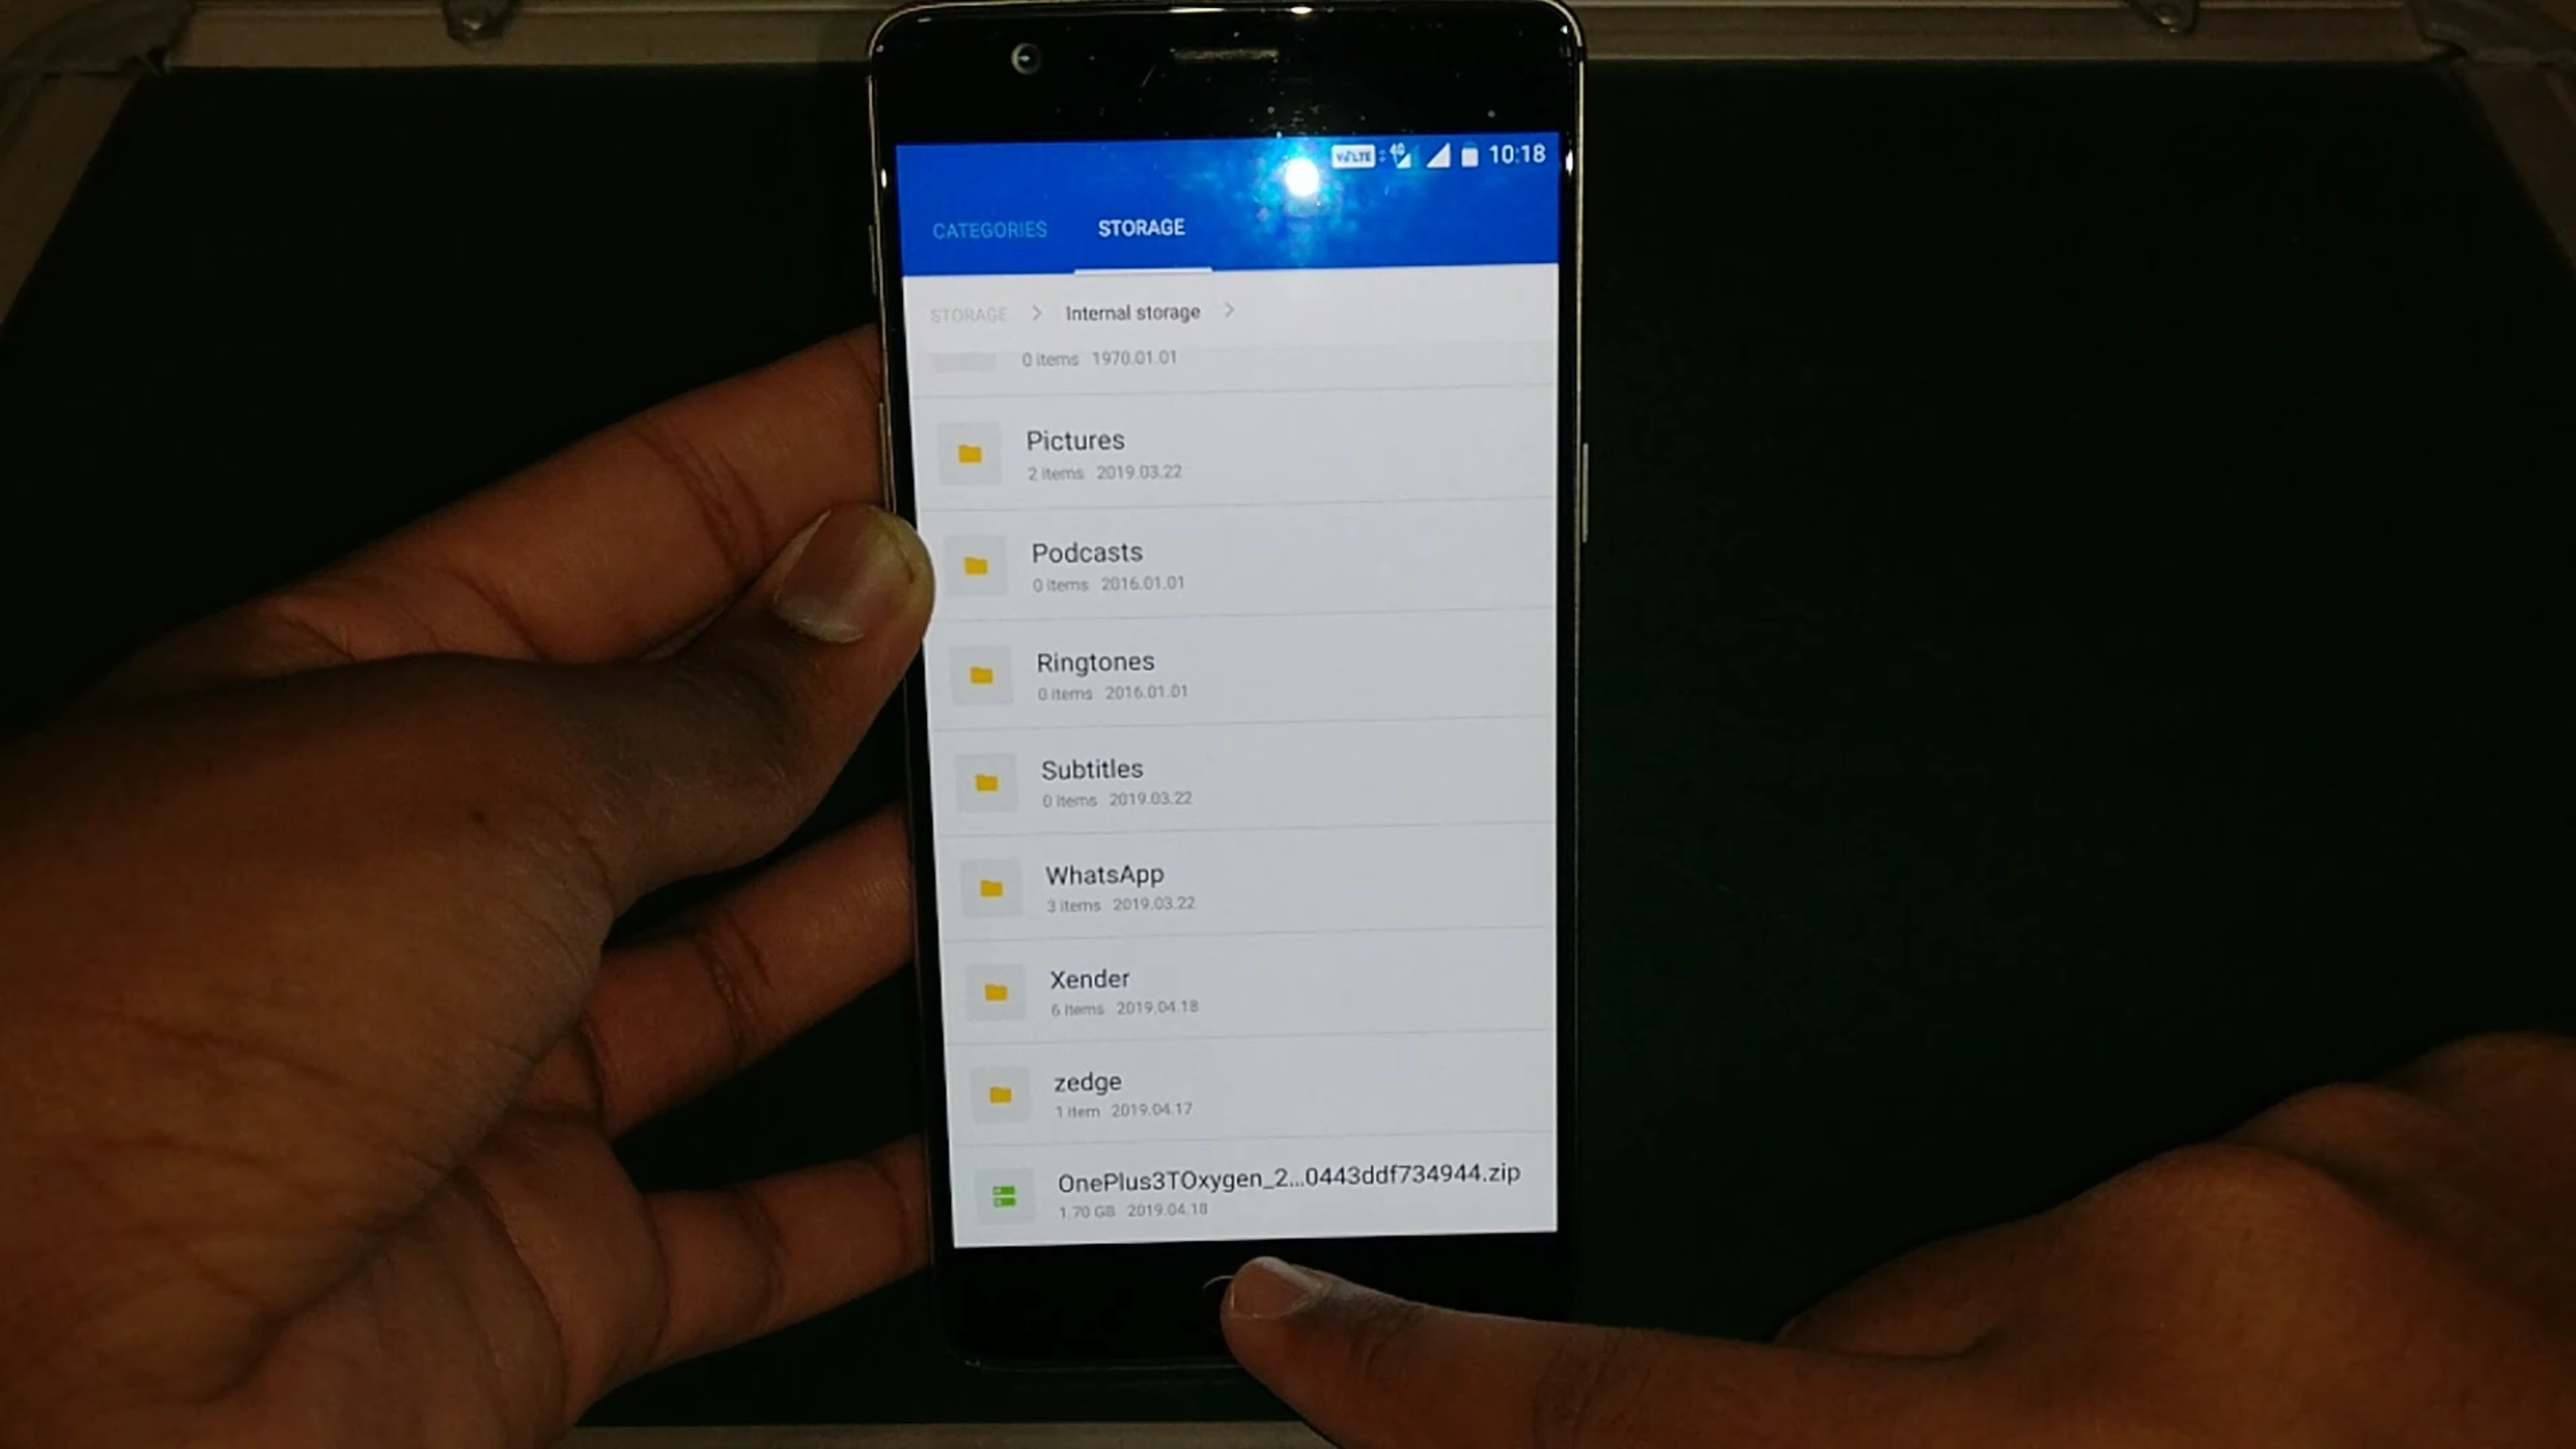 VoLTE 4G 10:18
CATEGORIES STORAGE
STORAGE > Internal storage >
0 items 1970.01.01
Pictures
2 items 2019.03.22
Podcasts
0 items 2016.01.01
Ringtones
0 items 2016.01.01
Subtitles
0 items 2019.03.22
WhatsApp
3 items 2019.03.22
Xender
6 items 2019.04.18
zedge
1 item 2019.04.17
OnePlus3TOxygen_2...0443ddf734944.zip
1.70 GB 2019.04.18